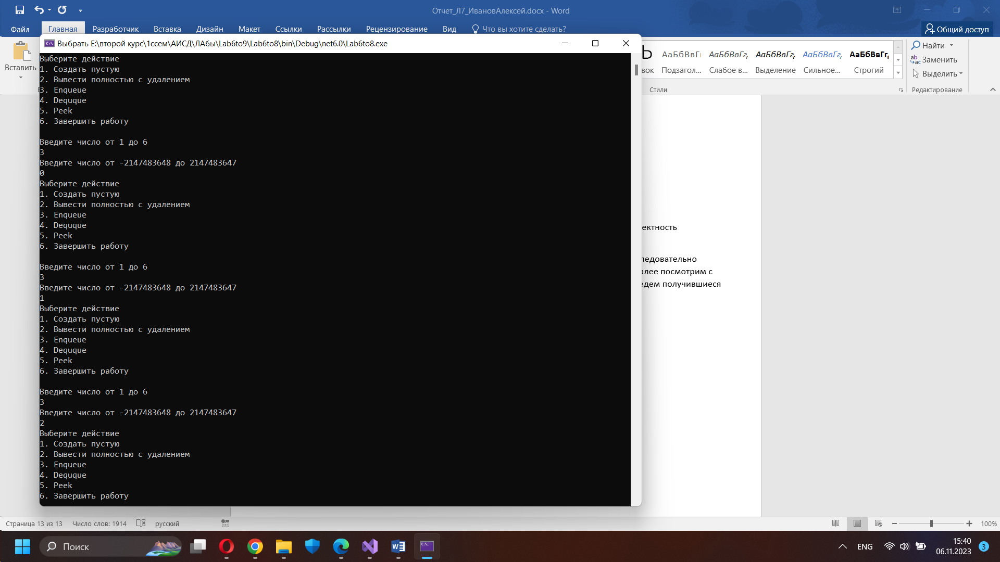 Отчет_Л7_ИвановАлексей.docx - Word
Файл Главная Разработчик Вставка Дизайн Макет Ссылки Рассылки Рецензирование Вид Что вы хотите сделать? Общий доступ
Выбрать E:\второй курс\1ссем\АИСД\ЛАбы\Lab6to9\Lab6to8\bin\Debug\net6.0\Lab6to8.exe
Вставить
АаБбВвГг АаБбВвГг, АаБбВвГг, АаБбВвГг, АаБбВвГг,
вок Подзагол... Слабое в... Выделение Сильное... Строгий
Стили
Найти
Заменить
Выделить
Редактирование
Выберите действие
1. Создать пустую
2. Вывести полностью с удалением
3. Enqueue
4. Dequque
5. Peek
6. Завершить работу
Введите число от 1 до 6
3
Введите число от -2147483648 до 2147483647
0
Выберите действие
1. Создать пустую
2. Вывести полностью с удалением
3. Enqueue
4. Dequque
5. Peek
6. Завершить работу
Введите число от 1 до 6
3
Введите число от -2147483648 до 2147483647
1
Выберите действие
1. Создать пустую
2. Вывести полностью с удалением
3. Enqueue
4. Dequque
5. Peek
6. Завершить работу
Введите число от 1 до 6
3
Введите число от -2147483648 до 2147483647
2
Выберите действие
1. Создать пустую
2. Вывести полностью с удалением
3. Enqueue
4. Dequque
5. Peek
6. Завершить работу
ектность
ледовательно
алее посмотрим с
едем получившиеся
Страница 13 из 13 Число слов: 1914 русский 100%
Поиск
ENG
15:40
06.11.2023
3